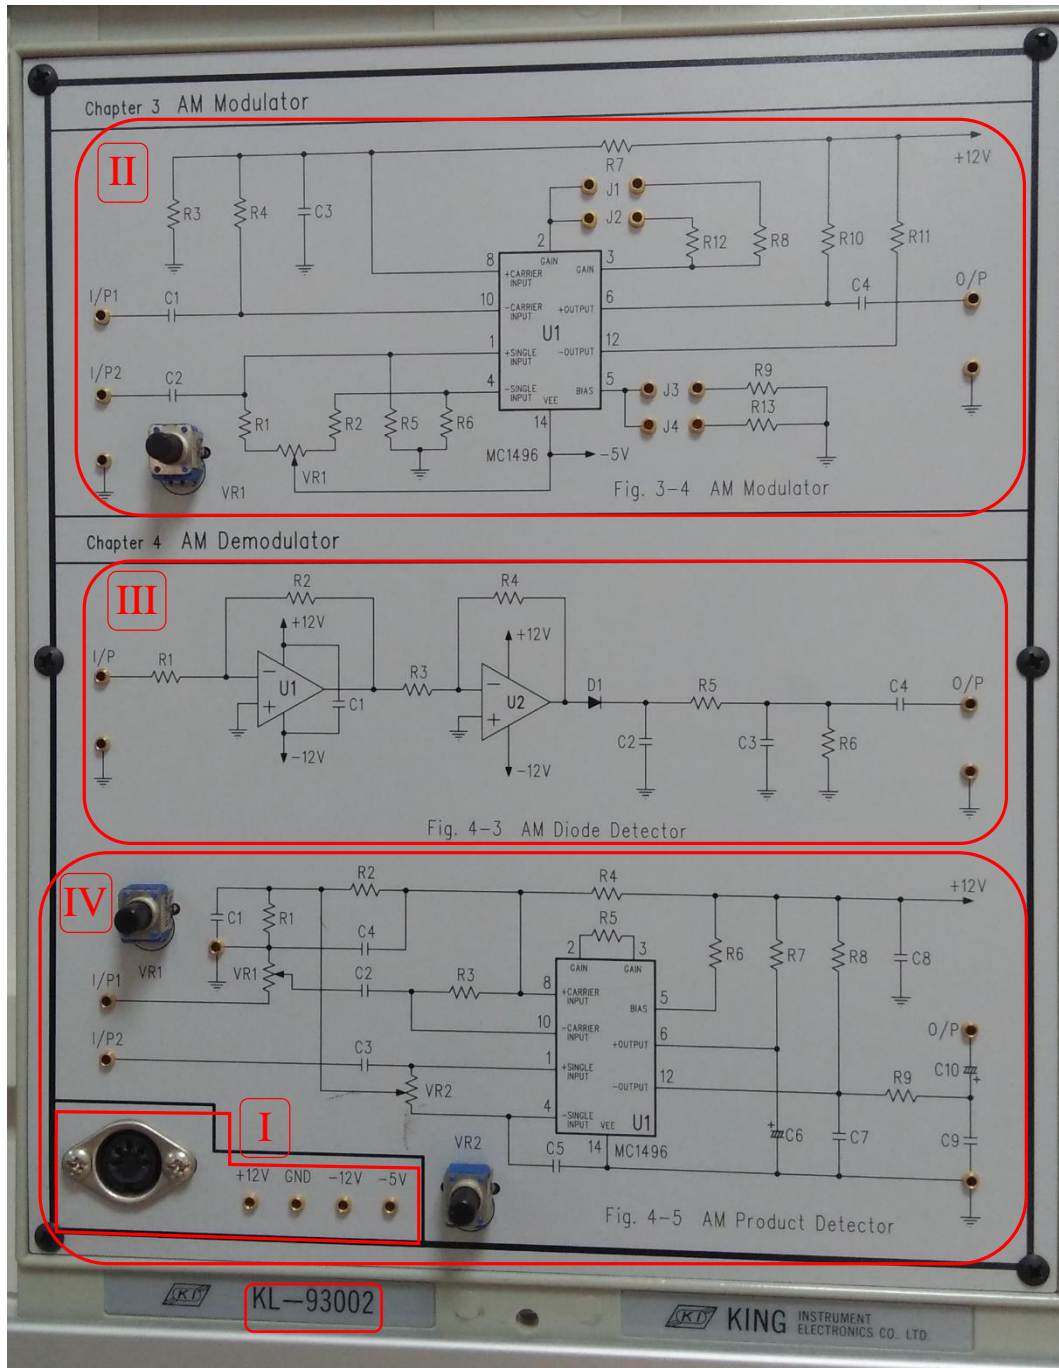 Chapter 3 AM Modulator
II
R3
R4
C3
R7
+12V
J1
J2
R12
R8
R10
R11
2
GAIN
8
+CARRIER
INPUT
GAIN
3
I/P1
C1
10
-CARRIER
INPUT
+OUTPUT
6
C4
O/P
U1
1
+SINGLE
INPUT
-OUTPUT
12
I/P2
C2
4
-SINGLE
INPUT
BIAS
5
J3
R9
VEE
R1
R2
R5
R6
14
J4
R13
VR1
MC1496
-5V
VR1
Fig. 3-4 AM Modulator
Chapter 4 AM Demodulator
III
R2
R4
+12V
+12V
I/P
R1
-
U1
+
C1
R3
-
U2
+
D1
R5
C4
O/P
C2
C3
R6
-12V
-12V
Fig. 4-3 AM Diode Detector
IV
R2
R4
+12V
C1
R1
C4
R5
2
3
GAIN
GAIN
R6
R7
R8
C8
VR1
VR1
C2
R3
8
+CARRIER
INPUT
BIAS
5
I/P1
10
-CARRIER
INPUT
+OUTPUT
6
O/P
I/P2
C3
1
+SINGLE
INPUT
-OUTPUT
12
R9
C10
+
VR2
4
-SINGLE
INPUT
VEE
U1
+
C6
C7
C9
I
VR2
C5
14
MC1496
+12V GND -12V -5V
Fig. 4-5 AM Product Detector
KI
KL-93002
KI
KING INSTRUMENT
ELECTRONICS CO. LTD